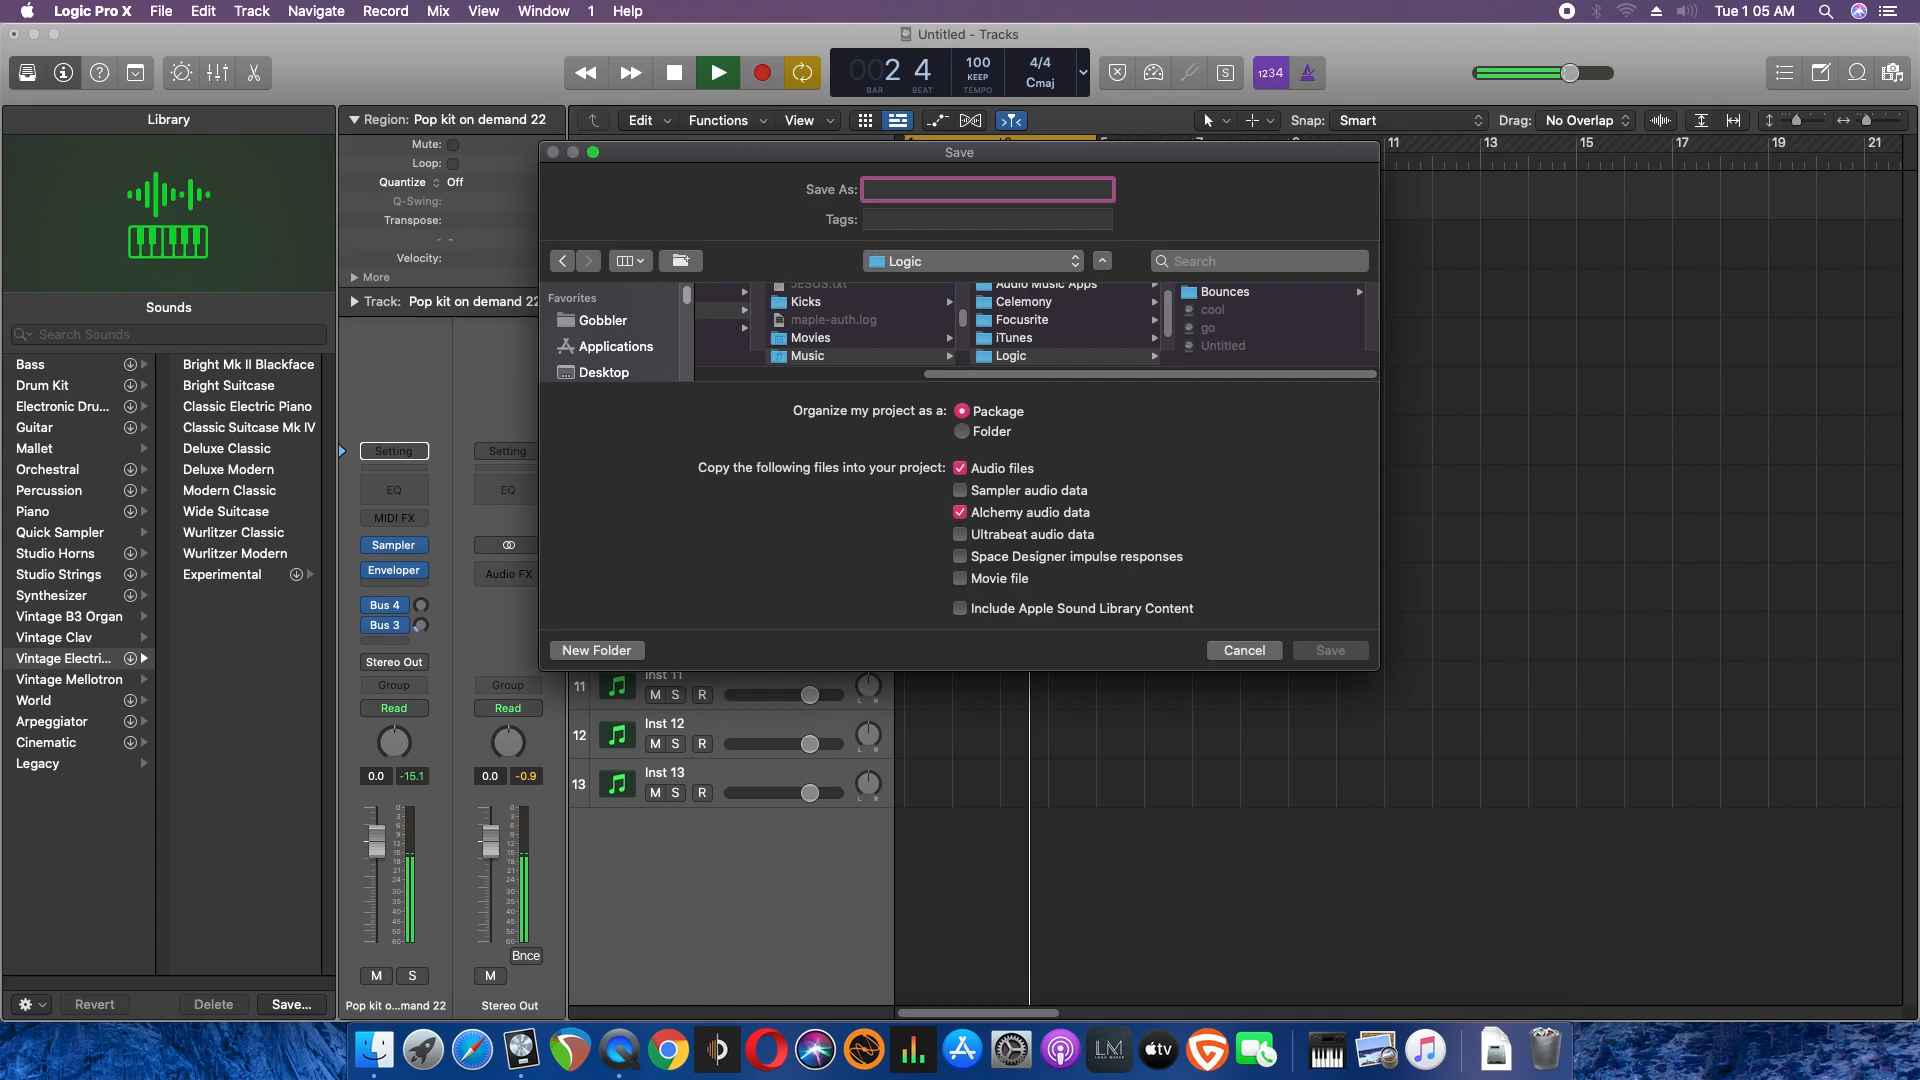 Logic Pro X File Edit Track Navigate Record Mix View Window 1 Help
Tue 1 05 AM
Untitled - Tracks
002 4
BAR BEAT
100
KEEP
TEMPO
4/4
Cmaj
S
1234
Library
Region: Pop kit on demand 22
Edit Functions View
Snap: Smart
Drag: No Overlap
Mute:
Loop:
Quantize Off
Q-Swing:
Transpose:
- -
Velocity:
More
Track: Pop kit on demand 22
11 13 15 17 19 21
Save
Save As:
Tags:
Logic
Search
Favorites
Gobbler
Applications
Desktop
JESUS.txt
Kicks
maple-auth.log
Movies
Music
Audio Music Apps
Celemony
Focusrite
iTunes
Logic
Bounces
cool
go
Untitled
Organize my project as a: Package
Folder
Copy the following files into your project: Audio files
Sampler audio data
Alchemy audio data
Ultrabeat audio data
Space Designer impulse responses
Movie file
Include Apple Sound Library Content
New Folder
Cancel
Save
Sounds
Search Sounds
Bass
Drum Kit
Electronic Dru...
Guitar
Mallet
Orchestral
Percussion
Piano
Quick Sampler
Studio Horns
Studio Strings
Synthesizer
Vintage B3 Organ
Vintage Clav
Vintage Electri...
Vintage Mellotron
World
Arpeggiator
Cinematic
Legacy
Bright Mk II Blackface
Bright Suitcase
Classic Electric Piano
Classic Suitcase Mk IV
Deluxe Classic
Deluxe Modern
Modern Classic
Wide Suitcase
Wurlitzer Classic
Wurlitzer Modern
Experimental
Revert
Delete
Save...
Setting
EQ
MIDI FX
Sampler
Enveloper
Bus 4
Bus 3
Stereo Out
Group
Read
0.0 -15.1
M S
Pop kit o...mand 22
Setting
EQ
Audio FX
Group
Read
0.0 -0.9
Bnce
M
Stereo Out
11 Inst 11
M S R
L R
12 Inst 12
M S R
L R
13 Inst 13
M S R
L R
LM
tv